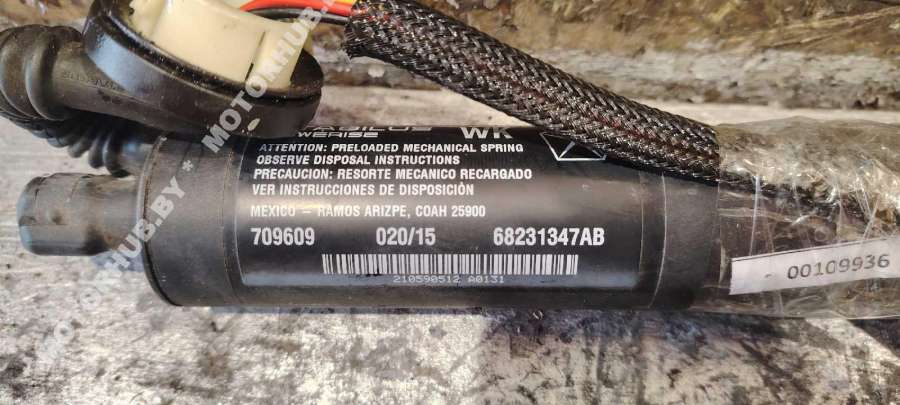 WK
ATTENTION: PRELOADED MECHANICAL SPRING
OBSERVE DISPOSAL INSTRUCTIONS
PRECAUCION: RESORTE MECANICO RECARGADO
VER INSTRUCCIONES DE DISPOSICIÓN
MEXICO – RAMOS ARIZPE, COAH 25900
709609 020/15 68231347AB
210590512 A0131
00109936
MOTORHUB.BY * MOTORHUB.BY